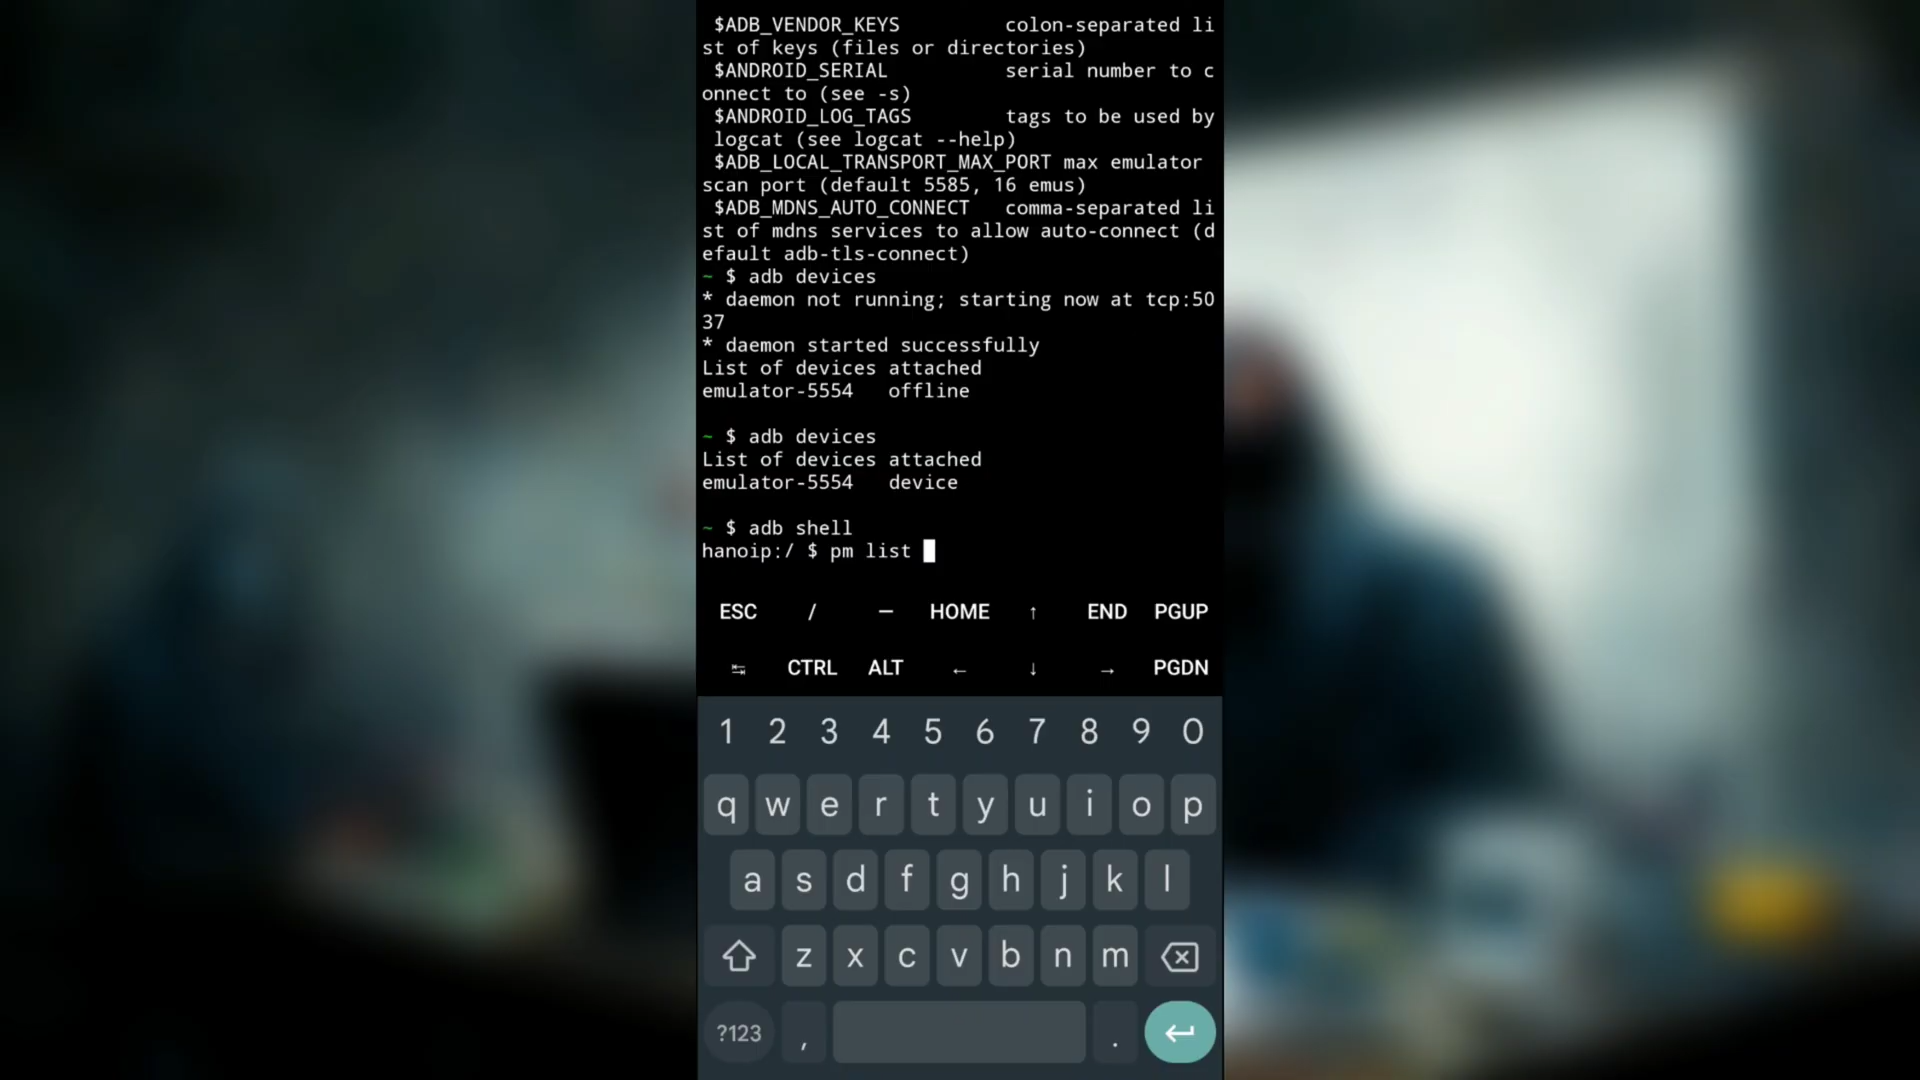 $ADB_VENDOR_KEYS         colon-separated li
st of keys (files or directories)
$ANDROID_SERIAL          serial number to c
onnect to (see -s)
$ANDROID_LOG_TAGS        tags to be used by
logcat (see logcat --help)
$ADB_LOCAL_TRANSPORT_MAX_PORT max emulator
scan port (default 5585, 16 emus)
$ADB_MDNS_AUTO_CONNECT   comma-separated li
st of mdns services to allow auto-connect (d
efault adb-tls-connect)
~ $ adb devices
* daemon not running; starting now at tcp:50
37
* daemon started successfully
List of devices attached
emulator-5554   offline
~ $ adb devices
List of devices attached
emulator-5554   device
~ $ adb shell
hanoip:/ $ pm list
ESC / — HOME ↑ END PGUP
↹ CTRL ALT ← ↓ → PGDN
1 2 3 4 5 6 7 8 9 0
q w e r t y u i o p
a s d f g h j k l
z x c v b n m
?123 , .